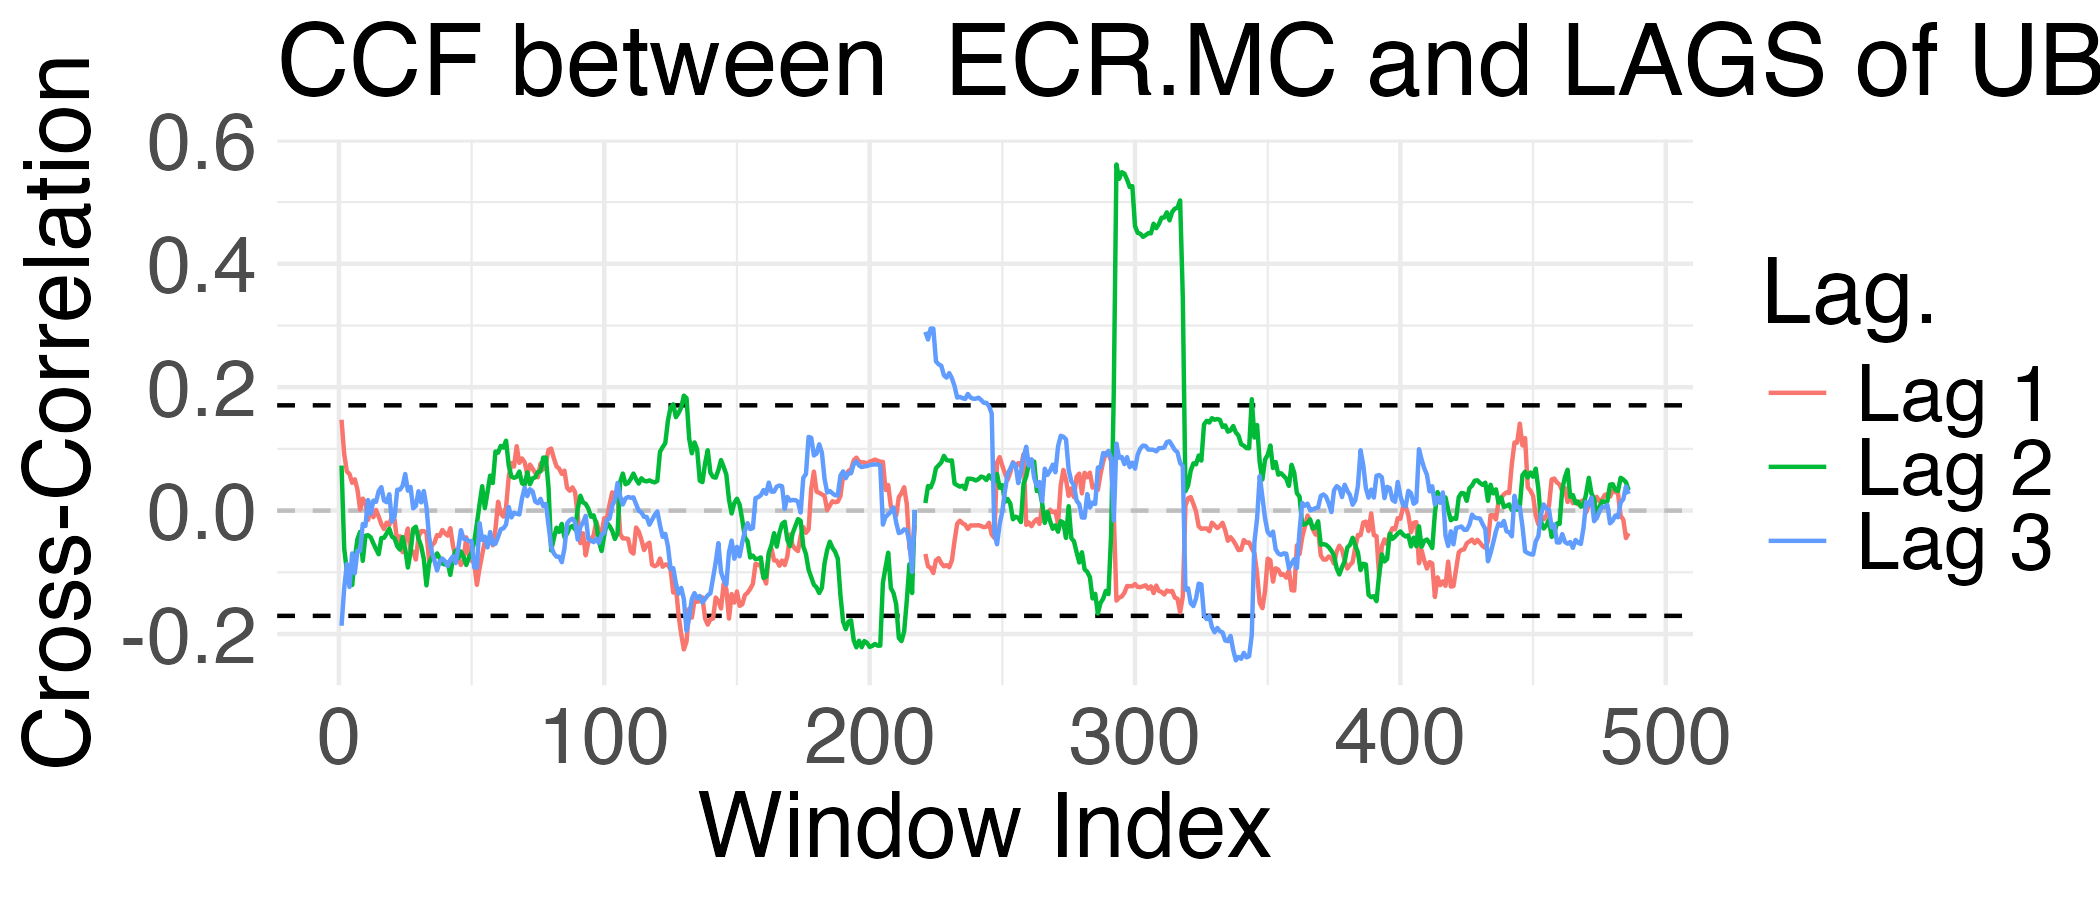 CCF between  ECR.MC and LAGS of UB
Cross-Correlation
0.6
0.4
0.2
0.0
-0.2
0
100
200
300
400
500
Window Index
Lag.
Lag 1
Lag 2
Lag 3